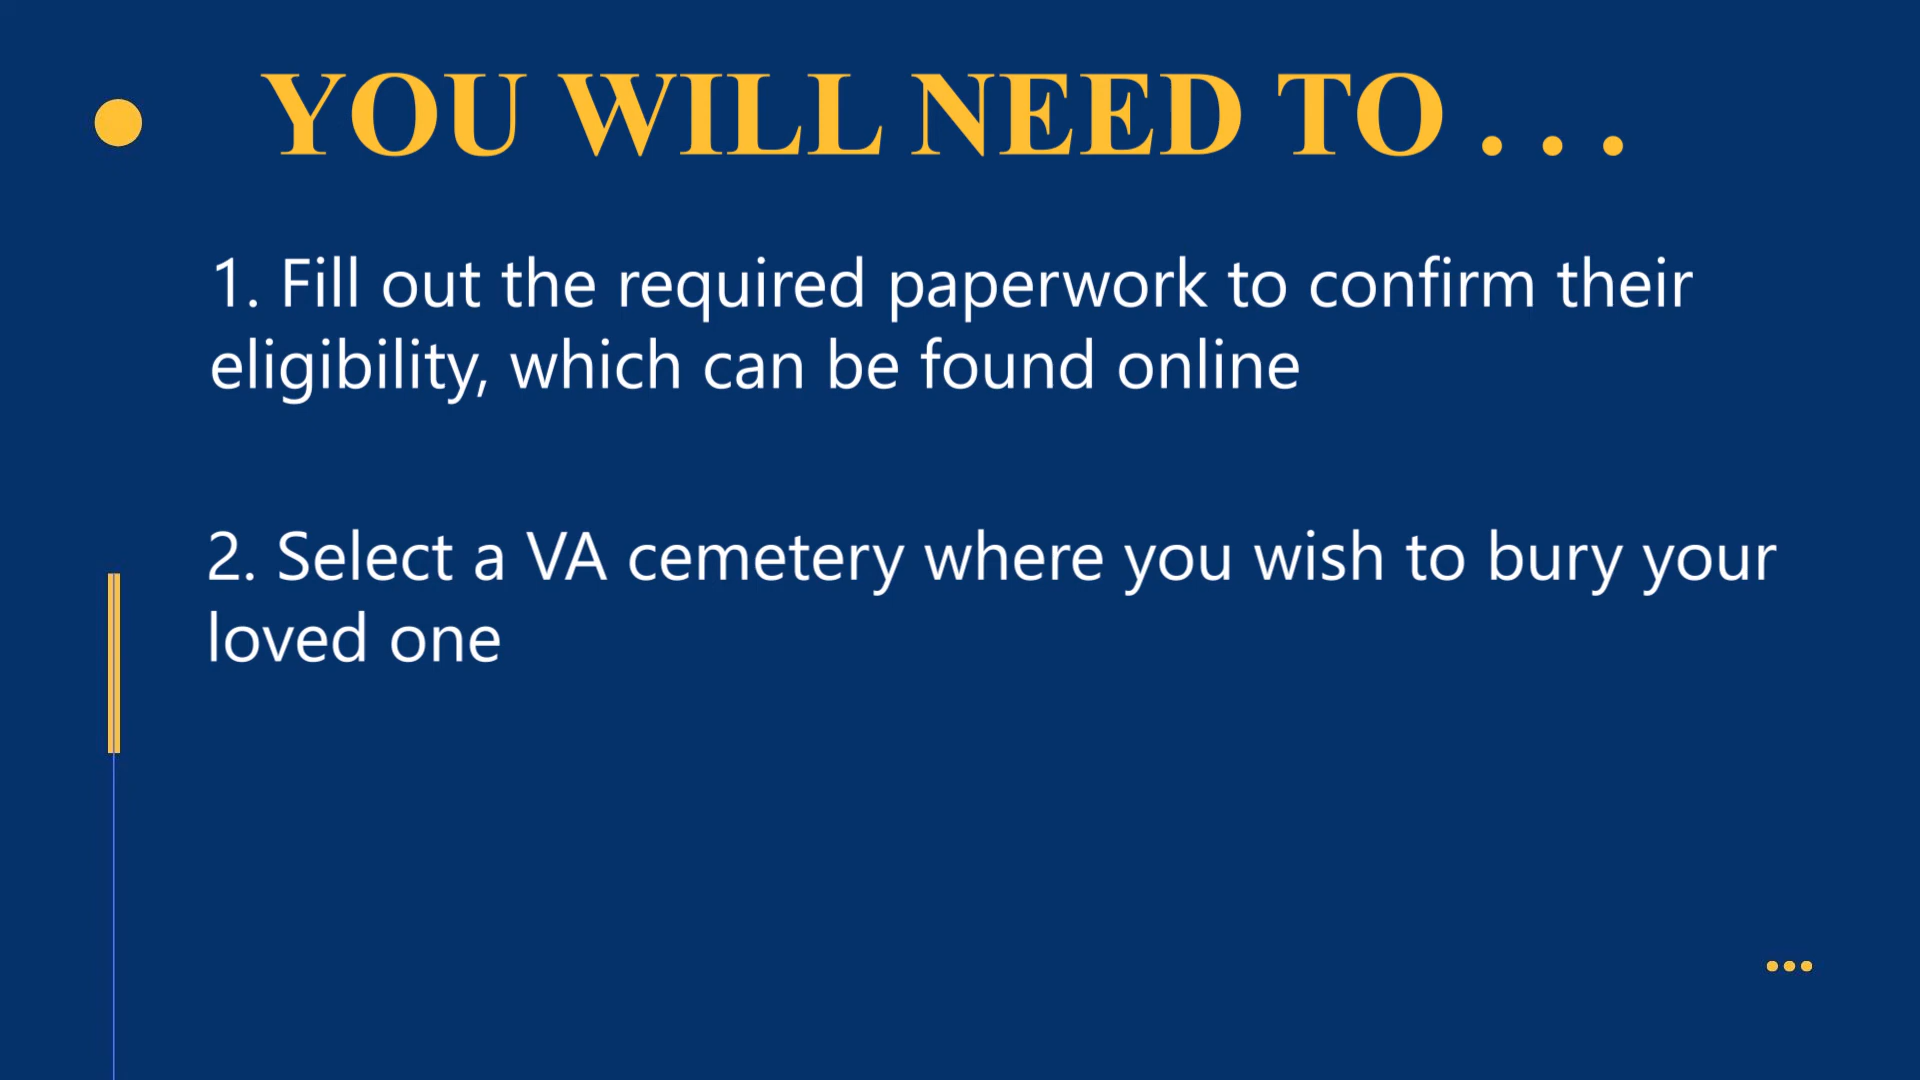 YOU WILL NEED TO . . .
1. Fill out the required paperwork to confirm their
eligibility, which can be found online
2. Select a VA cemetery where you wish to bury your
loved one